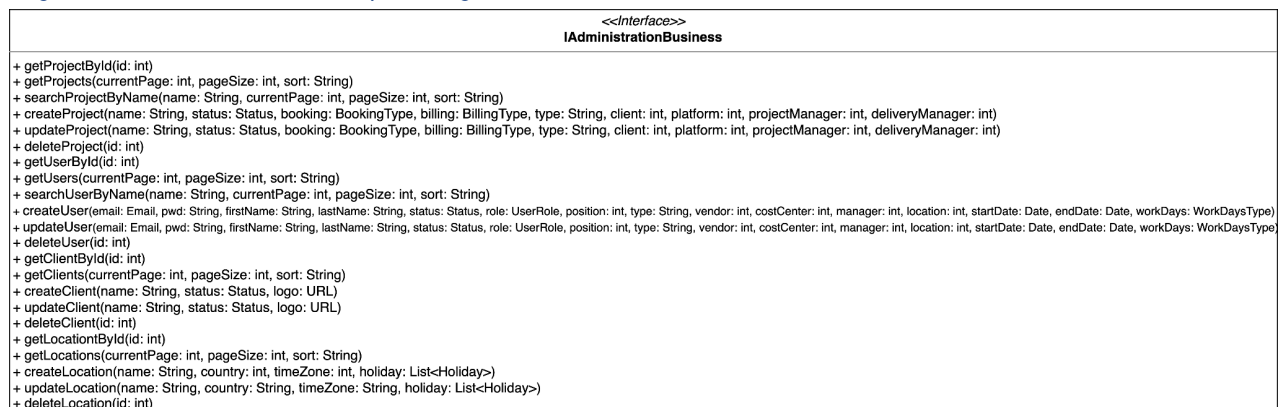 <<Interface>>
IAdministrationBusiness
+ getProjectById(id: int)
+ getProjects(currentPage: int, pageSize: int, sort: String)
+ searchProjectByName(name: String, currentPage: int, pageSize: int, sort: String)
+ createProject(name: String, status: Status, booking: BookingType, billing: BillingType, type: String, client: int, platform: int, projectManager: int, deliveryManager: int)
+ updateProject(name: String, status: Status, booking: BookingType, billing: BillingType, type: String, client: int, platform: int, projectManager: int, deliveryManager: int)
+ deleteProject(id: int)
+ getUserById(id: int)
+ getUsers(currentPage: int, pageSize: int, sort: String)
+ searchUserByName(name: String, currentPage: int, pageSize: int, sort: String)
+ createUser(email: Email, pwd: String, firstName: String, lastName: String, status: Status, role: UserRole, position: int, type: String, vendor: int, costCenter: int, manager: int, location: int, startDate: Date, endDate: Date, workDays: WorkDaysType)
+ updateUser(email: Email, pwd: String, firstName: String, lastName: String, status: Status, role: UserRole, position: int, type: String, vendor: int, costCenter: int, manager: int, location: int, startDate: Date, endDate: Date, workDays: WorkDaysType)
+ deleteUser(id: int)
+ getClientById(id: int)
+ getClients(currentPage: int, pageSize: int, sort: String)
+ createClient(name: String, status: Status, logo: URL)
+ updateClient(name: String, status: Status, logo: URL)
+ deleteClient(id: int)
+ getLocationtById(id: int)
+ getLocations(currentPage: int, pageSize: int, sort: String)
+ createLocation(name: String, country: int, timeZone: int, holiday: List<Holiday>)
+ updateLocation(name: String, country: String, timeZone: String, holiday: List<Holiday>)
+ deleteLocation(id: int)